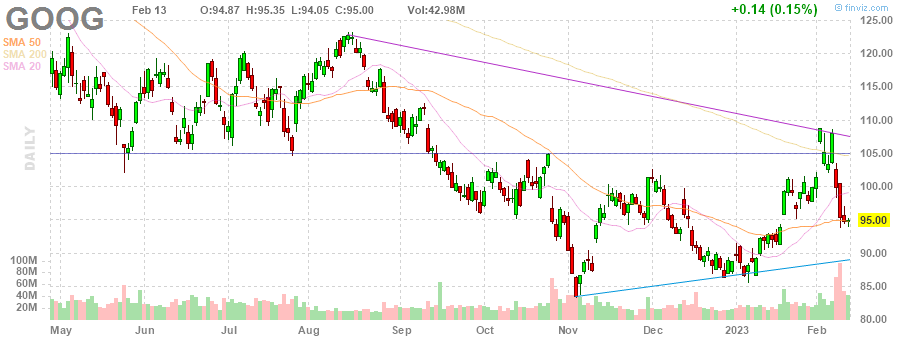 GOOG
Feb 13 O:94.87 H:95.35 L:94.05 C:95.00 Vol:42.98M
+0.14 (0.15%)
© finviz.com
SMA 50
SMA 200
SMA 20
DAILY
125.00
120.00
115.00
110.00
105.00
100.00
95.00
90.00
85.00
80.00
100M
80M
60M
40M
20M
May Jun Jul Aug Sep Oct Nov Dec 2023 Feb